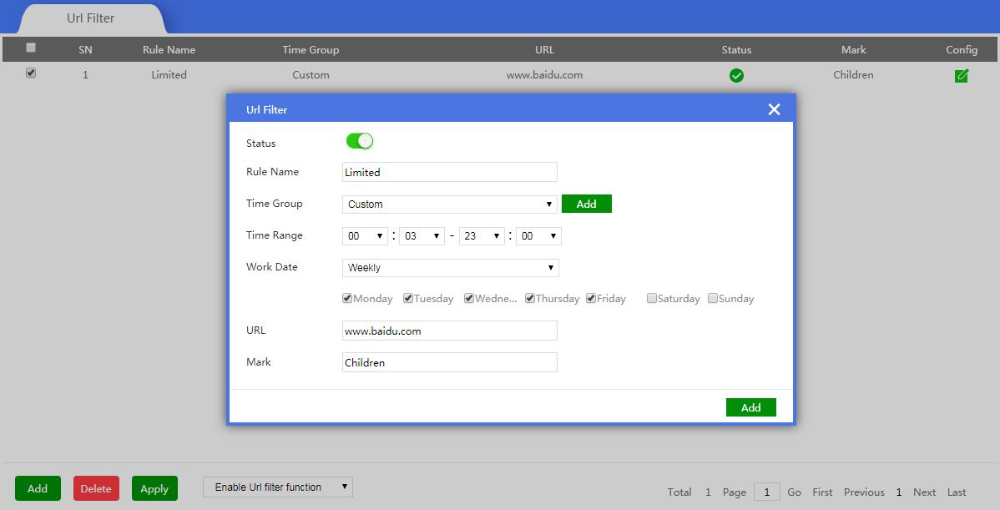 Url Filter
SN Rule Name Time Group URL Status Mark Config
1 Limited Custom www.baidu.com Children
Url Filter
Status
Rule Name Limited
Time Group Custom Add
Time Range 00 : 03 - 23 : 00
Work Date Weekly
Monday Tuesday Wedne... Thursday Friday Saturday Sunday
URL www.baidu.com
Mark Children
Add
Add Delete Apply Enable Url filter function Total 1 Page 1 Go First Previous 1 Next Last